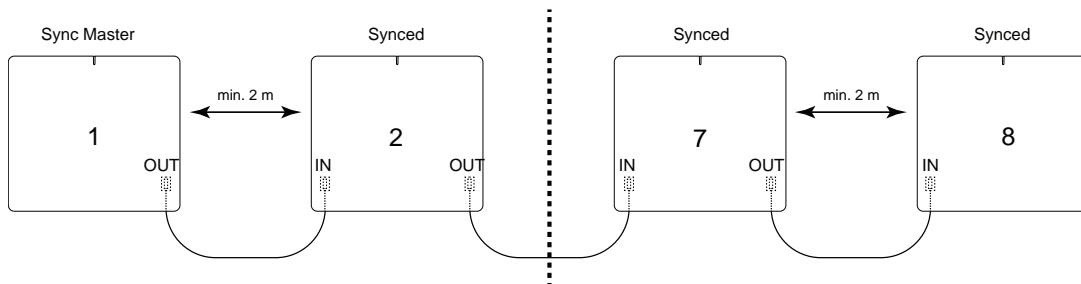 Sync Master
Synced
Synced
Synced
min. 2 m
min. 2 m
1
2
7
8
OUT
IN
OUT
IN
OUT
IN